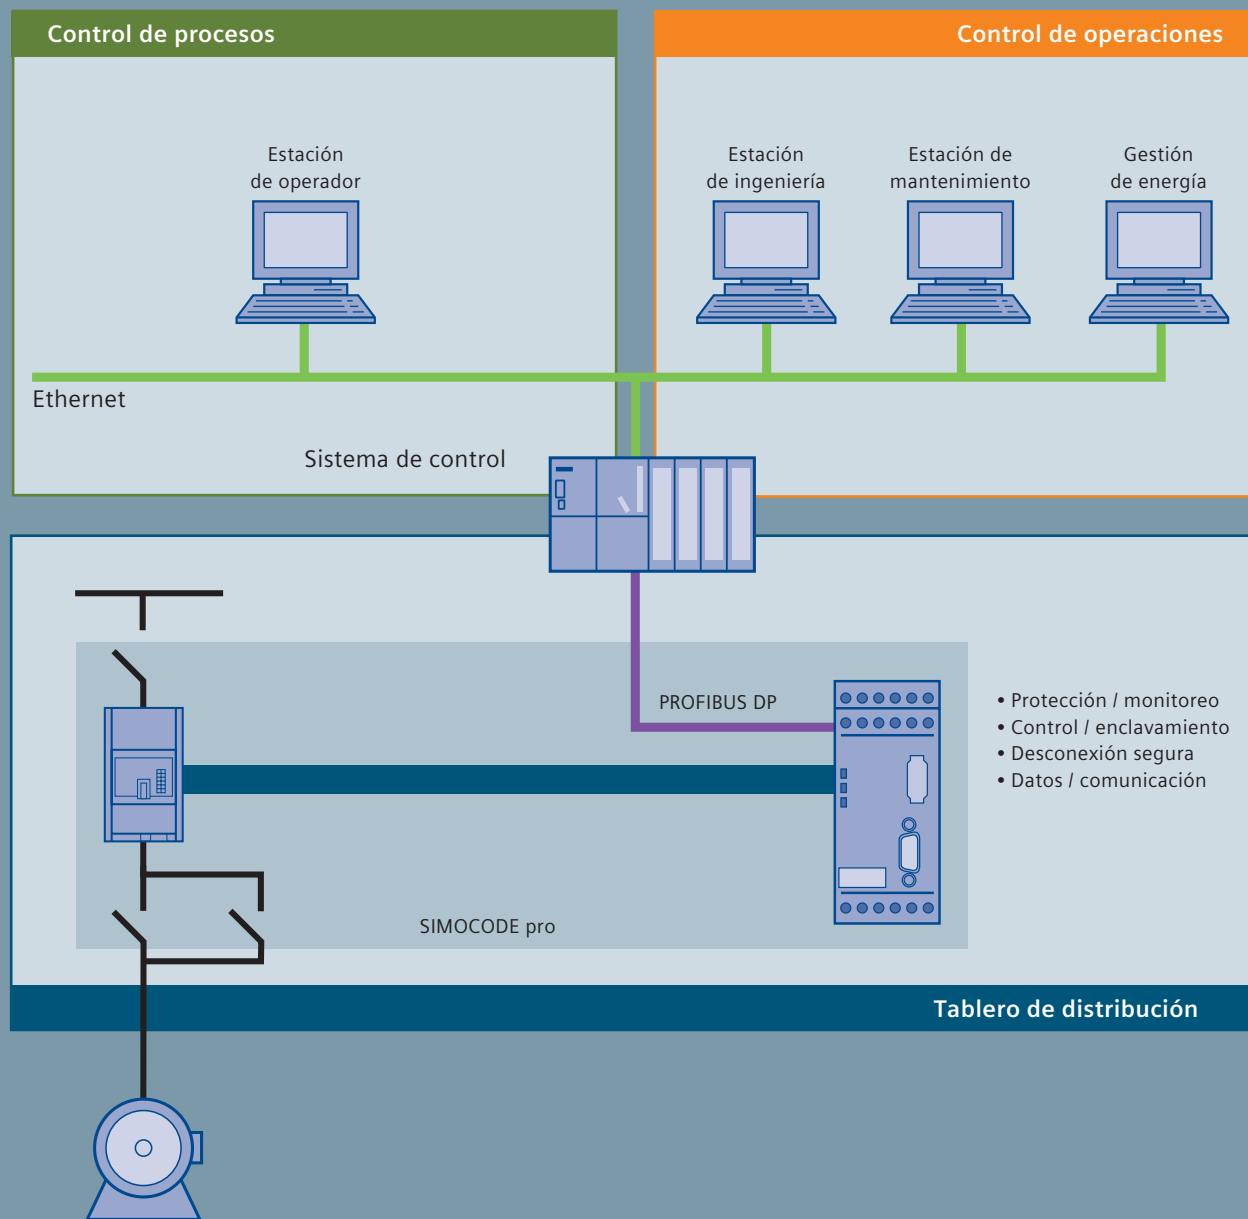 Control de procesos
Control de operaciones
Estación
de operador
Estación
de ingeniería
Estación de
mantenimiento
Gestión
de energía
Ethernet
Sistema de control
PROFIBUS DP
• Protección / monitoreo
• Control / enclavamiento
• Desconexión segura
• Datos / comunicación
SIMOCODE pro
Tablero de distribución